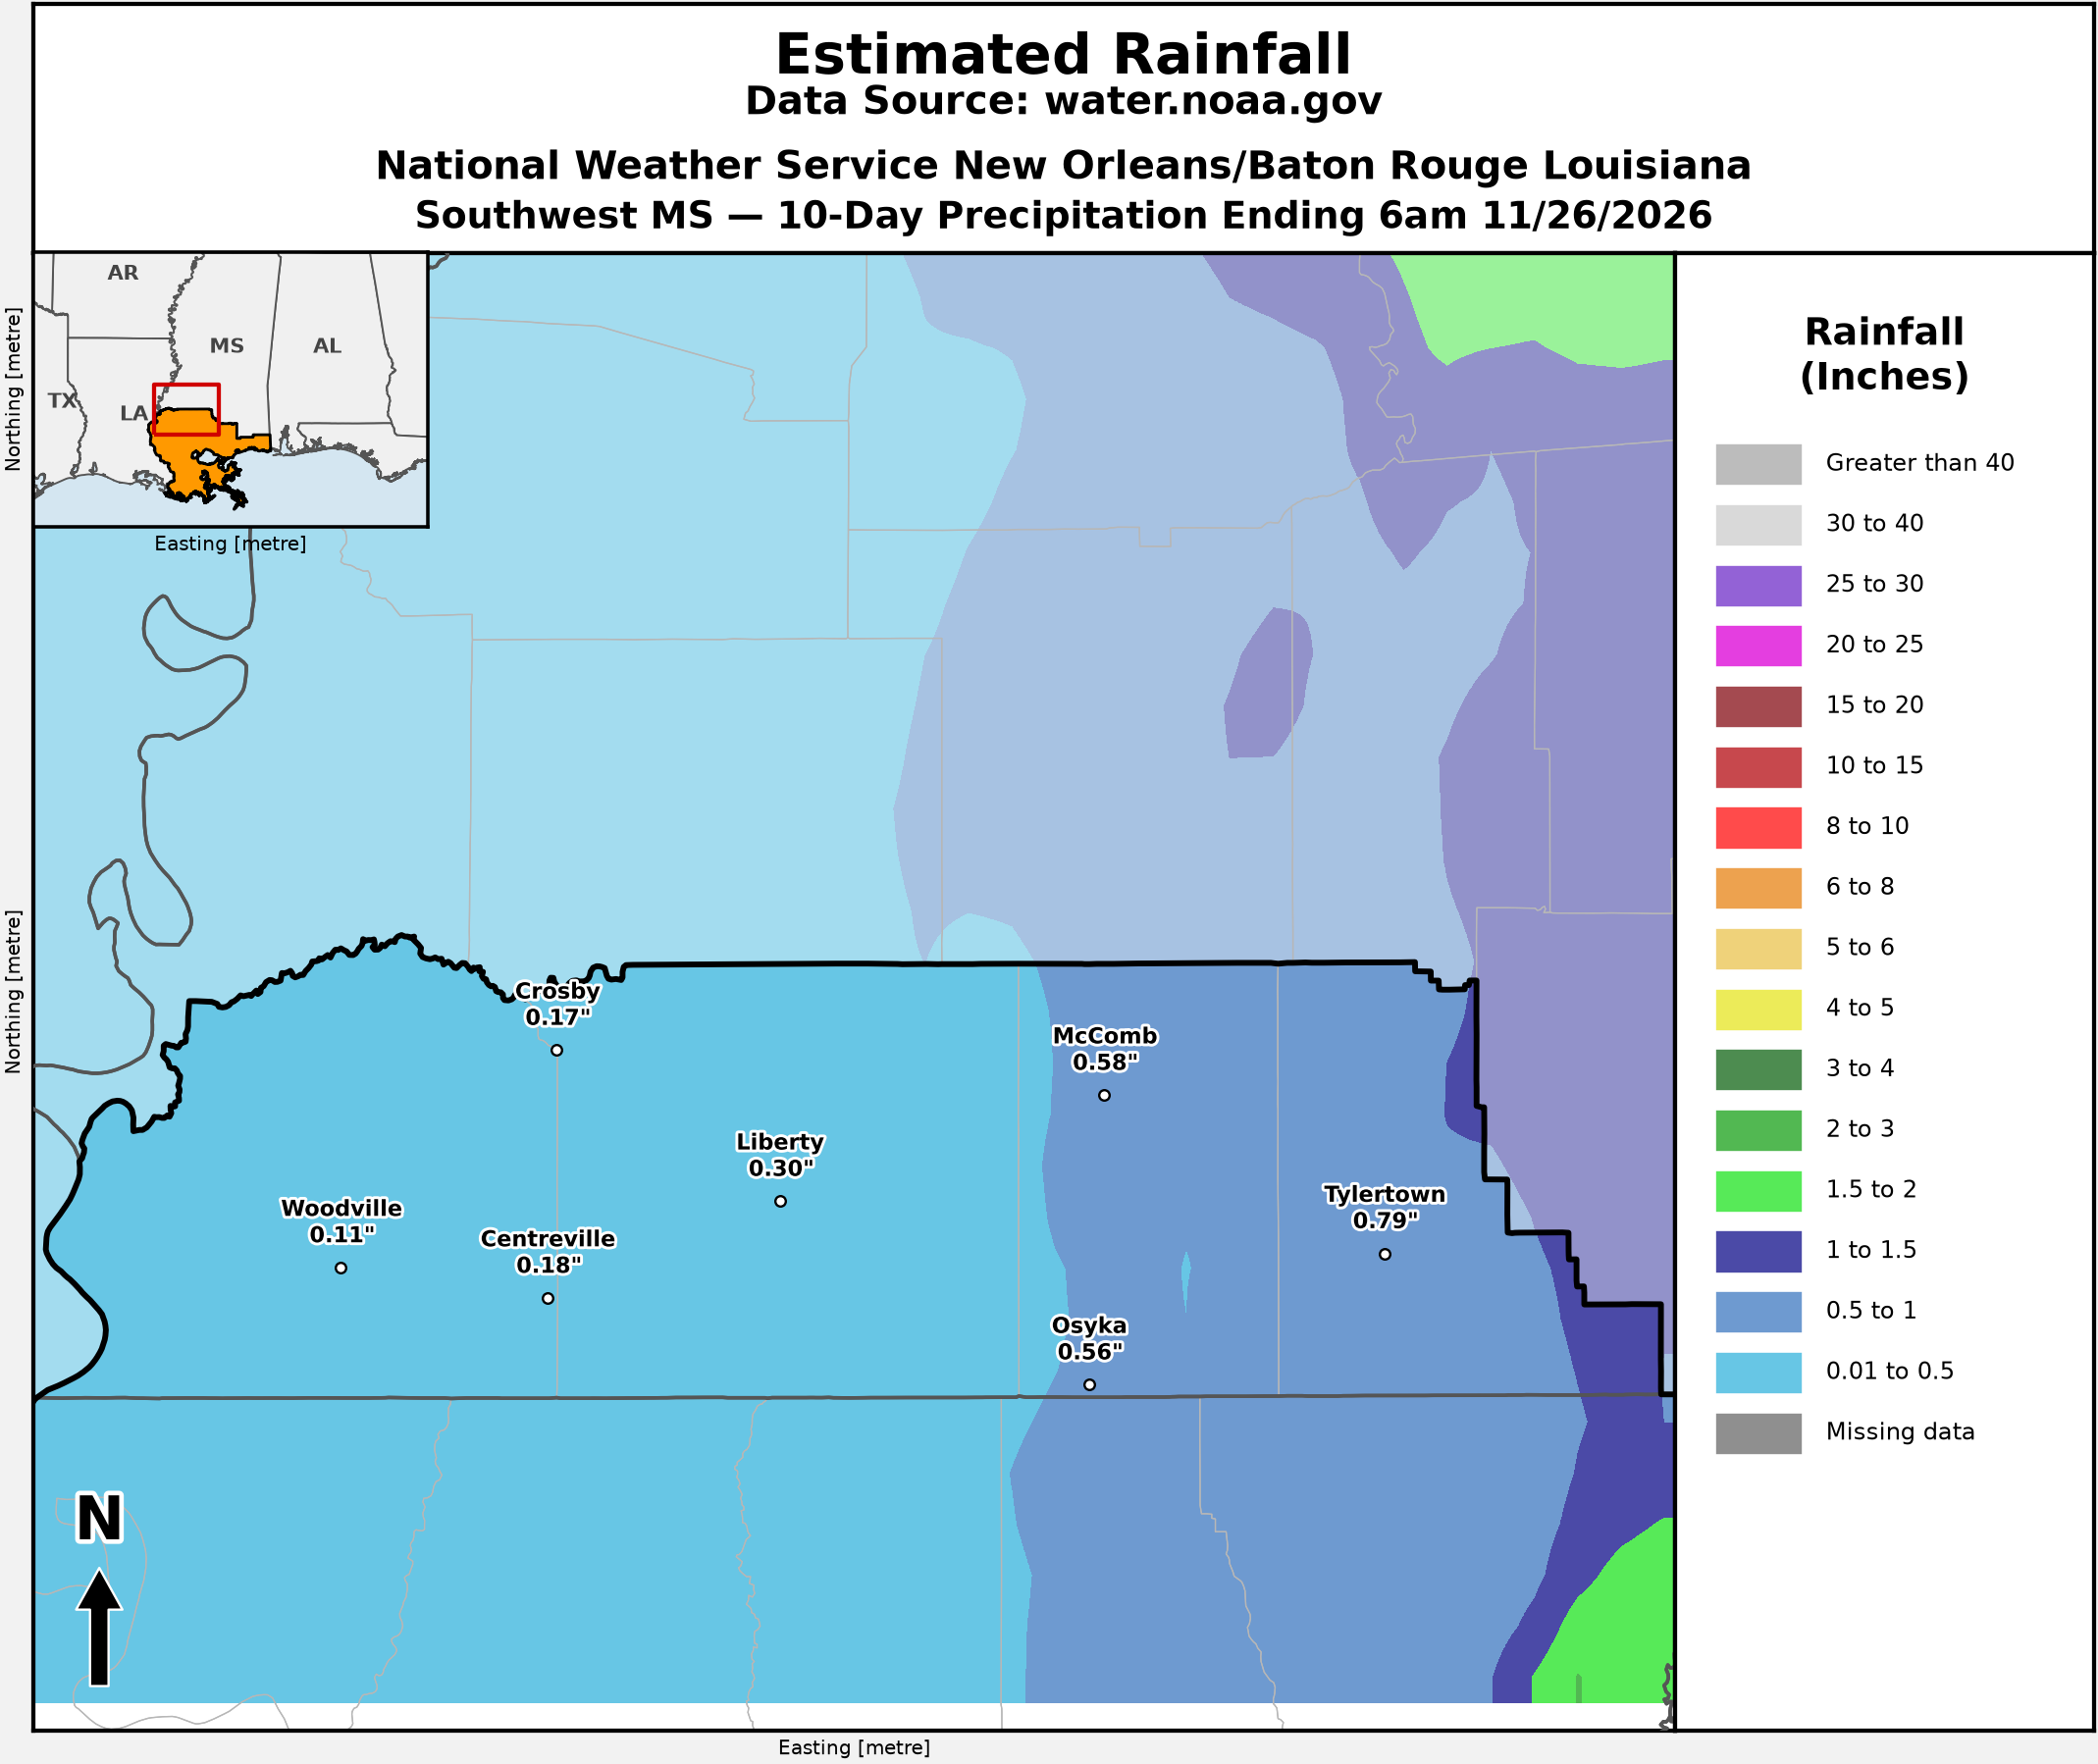 Estimated Rainfall
Data Source: water.noaa.gov
National Weather Service New Orleans/Baton Rouge Louisiana
Southwest MS — 10-Day Precipitation Ending 6am 11/26/2026
Northing [metre]
AR
MS
AL
TX
LA
Easting [metre]
Northing [metre]
Crosby
0.17"
McComb
0.58"
Liberty
0.30"
Woodville
0.11"
Centreville
0.18"
Tylertown
0.79"
Osyka
0.56"
N
Easting [metre]
Rainfall
(Inches)
Greater than 40
30 to 40
25 to 30
20 to 25
15 to 20
10 to 15
8 to 10
6 to 8
5 to 6
4 to 5
3 to 4
2 to 3
1.5 to 2
1 to 1.5
0.5 to 1
0.01 to 0.5
Missing data